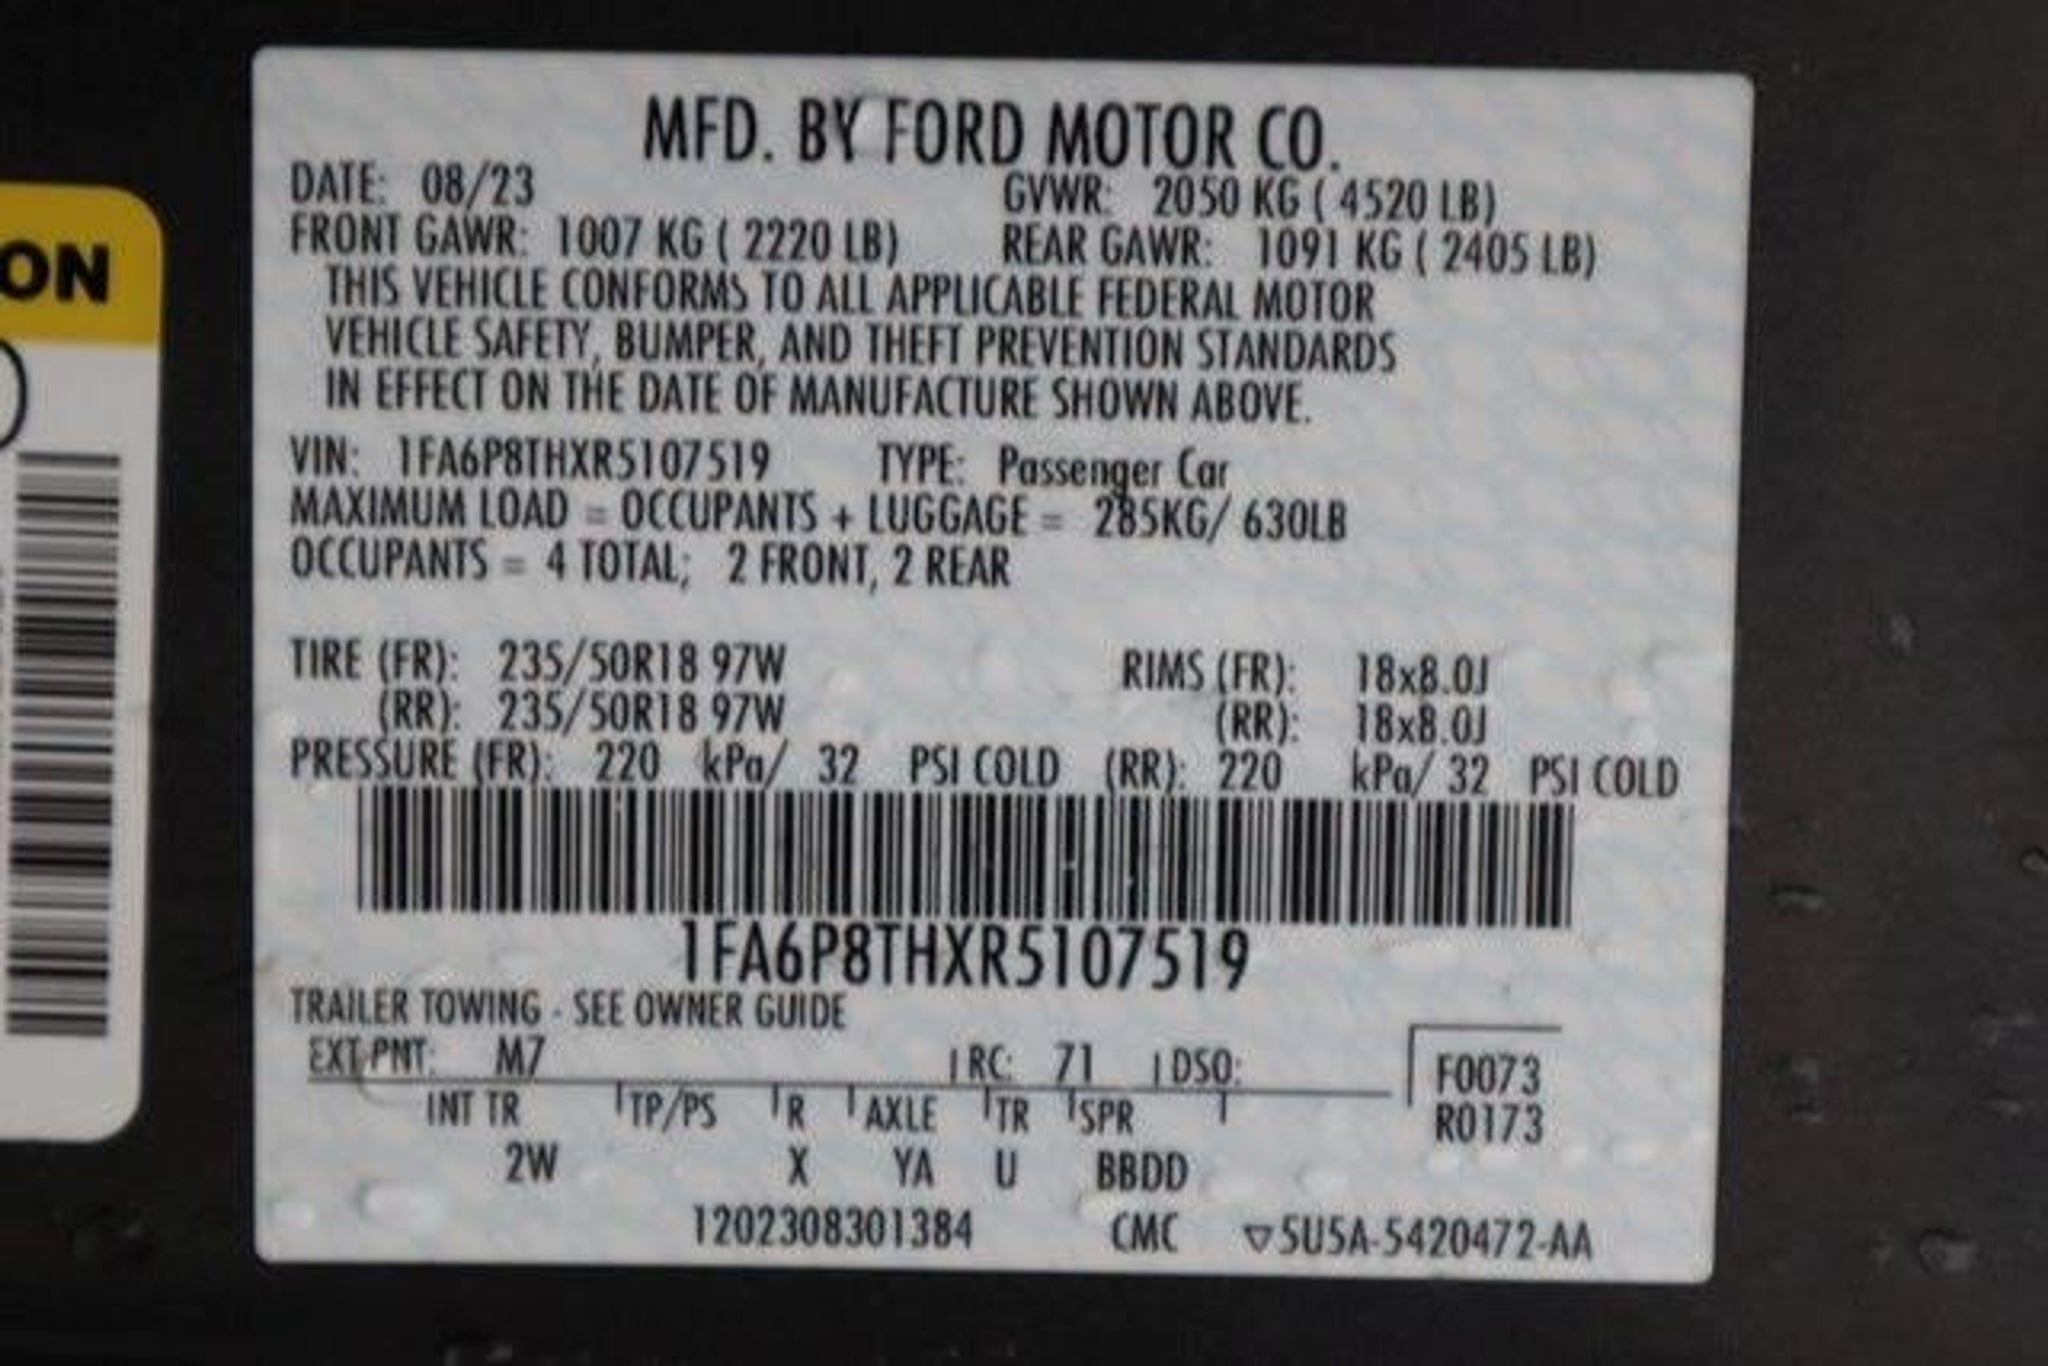 ON
MFD. BY FORD MOTOR CO.
DATE: 08/23 GVWR: 2050 KG ( 4520 LB)
FRONT GAWR: 1007 KG ( 2220 LB) REAR GAWR: 1091 KG ( 2405 LB)
THIS VEHICLE CONFORMS TO ALL APPLICABLE FEDERAL MOTOR
VEHICLE SAFETY, BUMPER, AND THEFT PREVENTION STANDARDS
IN EFFECT ON THE DATE OF MANUFACTURE SHOWN ABOVE.
VIN: 1FA6P8THXR5107519 TYPE: Passenger Car
MAXIMUM LOAD = OCCUPANTS + LUGGAGE = 285KG/ 630LB
OCCUPANTS = 4 TOTAL; 2 FRONT, 2 REAR
TIRE (FR): 235/50R18 97W RIMS (FR): 18x8.0J
(RR): 235/50R18 97W (RR): 18x8.0J
PRESSURE (FR): 220 kPa/ 32 PSI COLD (RR): 220 kPa/ 32 PSI COLD
1FA6P8THXR5107519
TRAILER TOWING - SEE OWNER GUIDE
EXT PNT: M7 RC: 71 DSO: F0073
INT TR TP/PS R AXLE TR SPR R0173
2W X YA U BBDD
1202308301384 CMC ▽5U5A-5420472-AA